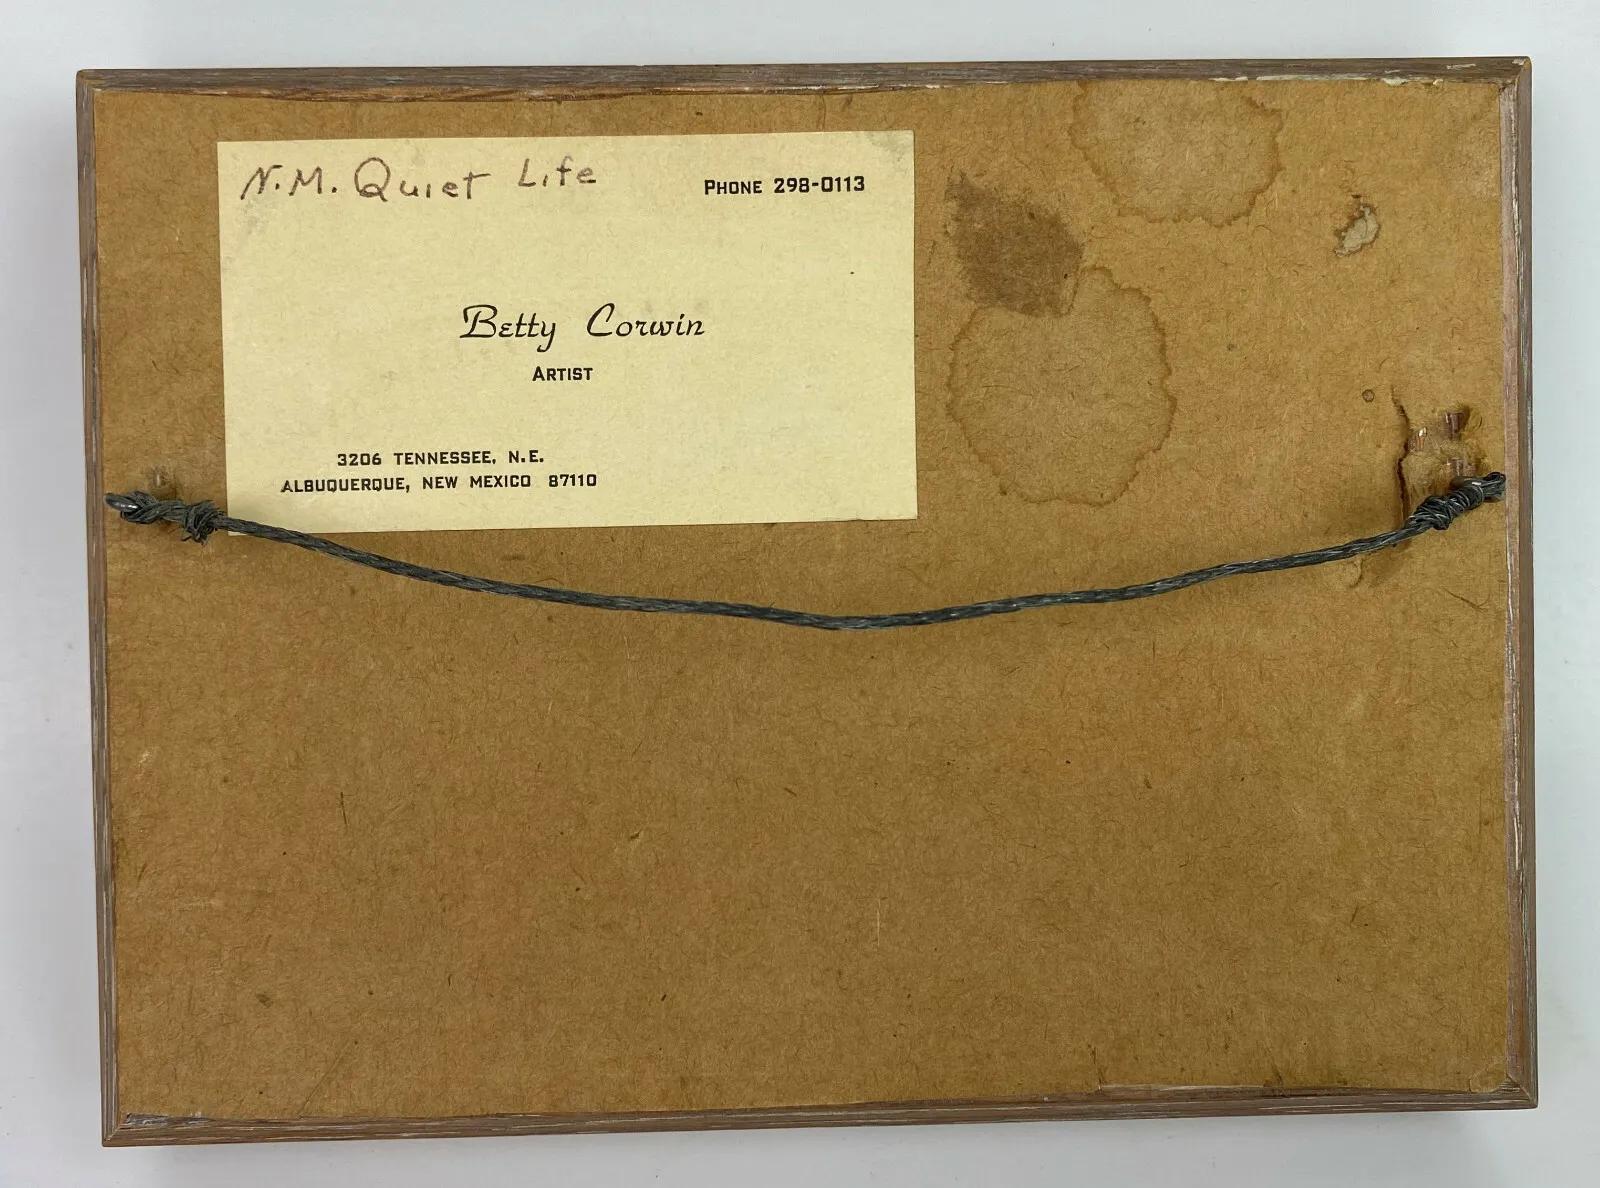 N.M. Quiet Life
PHONE 298-0113
Betty Corwin
ARTIST
3206 TENNESSEE, N.E.
ALBUQUERQUE, NEW MEXICO 87110